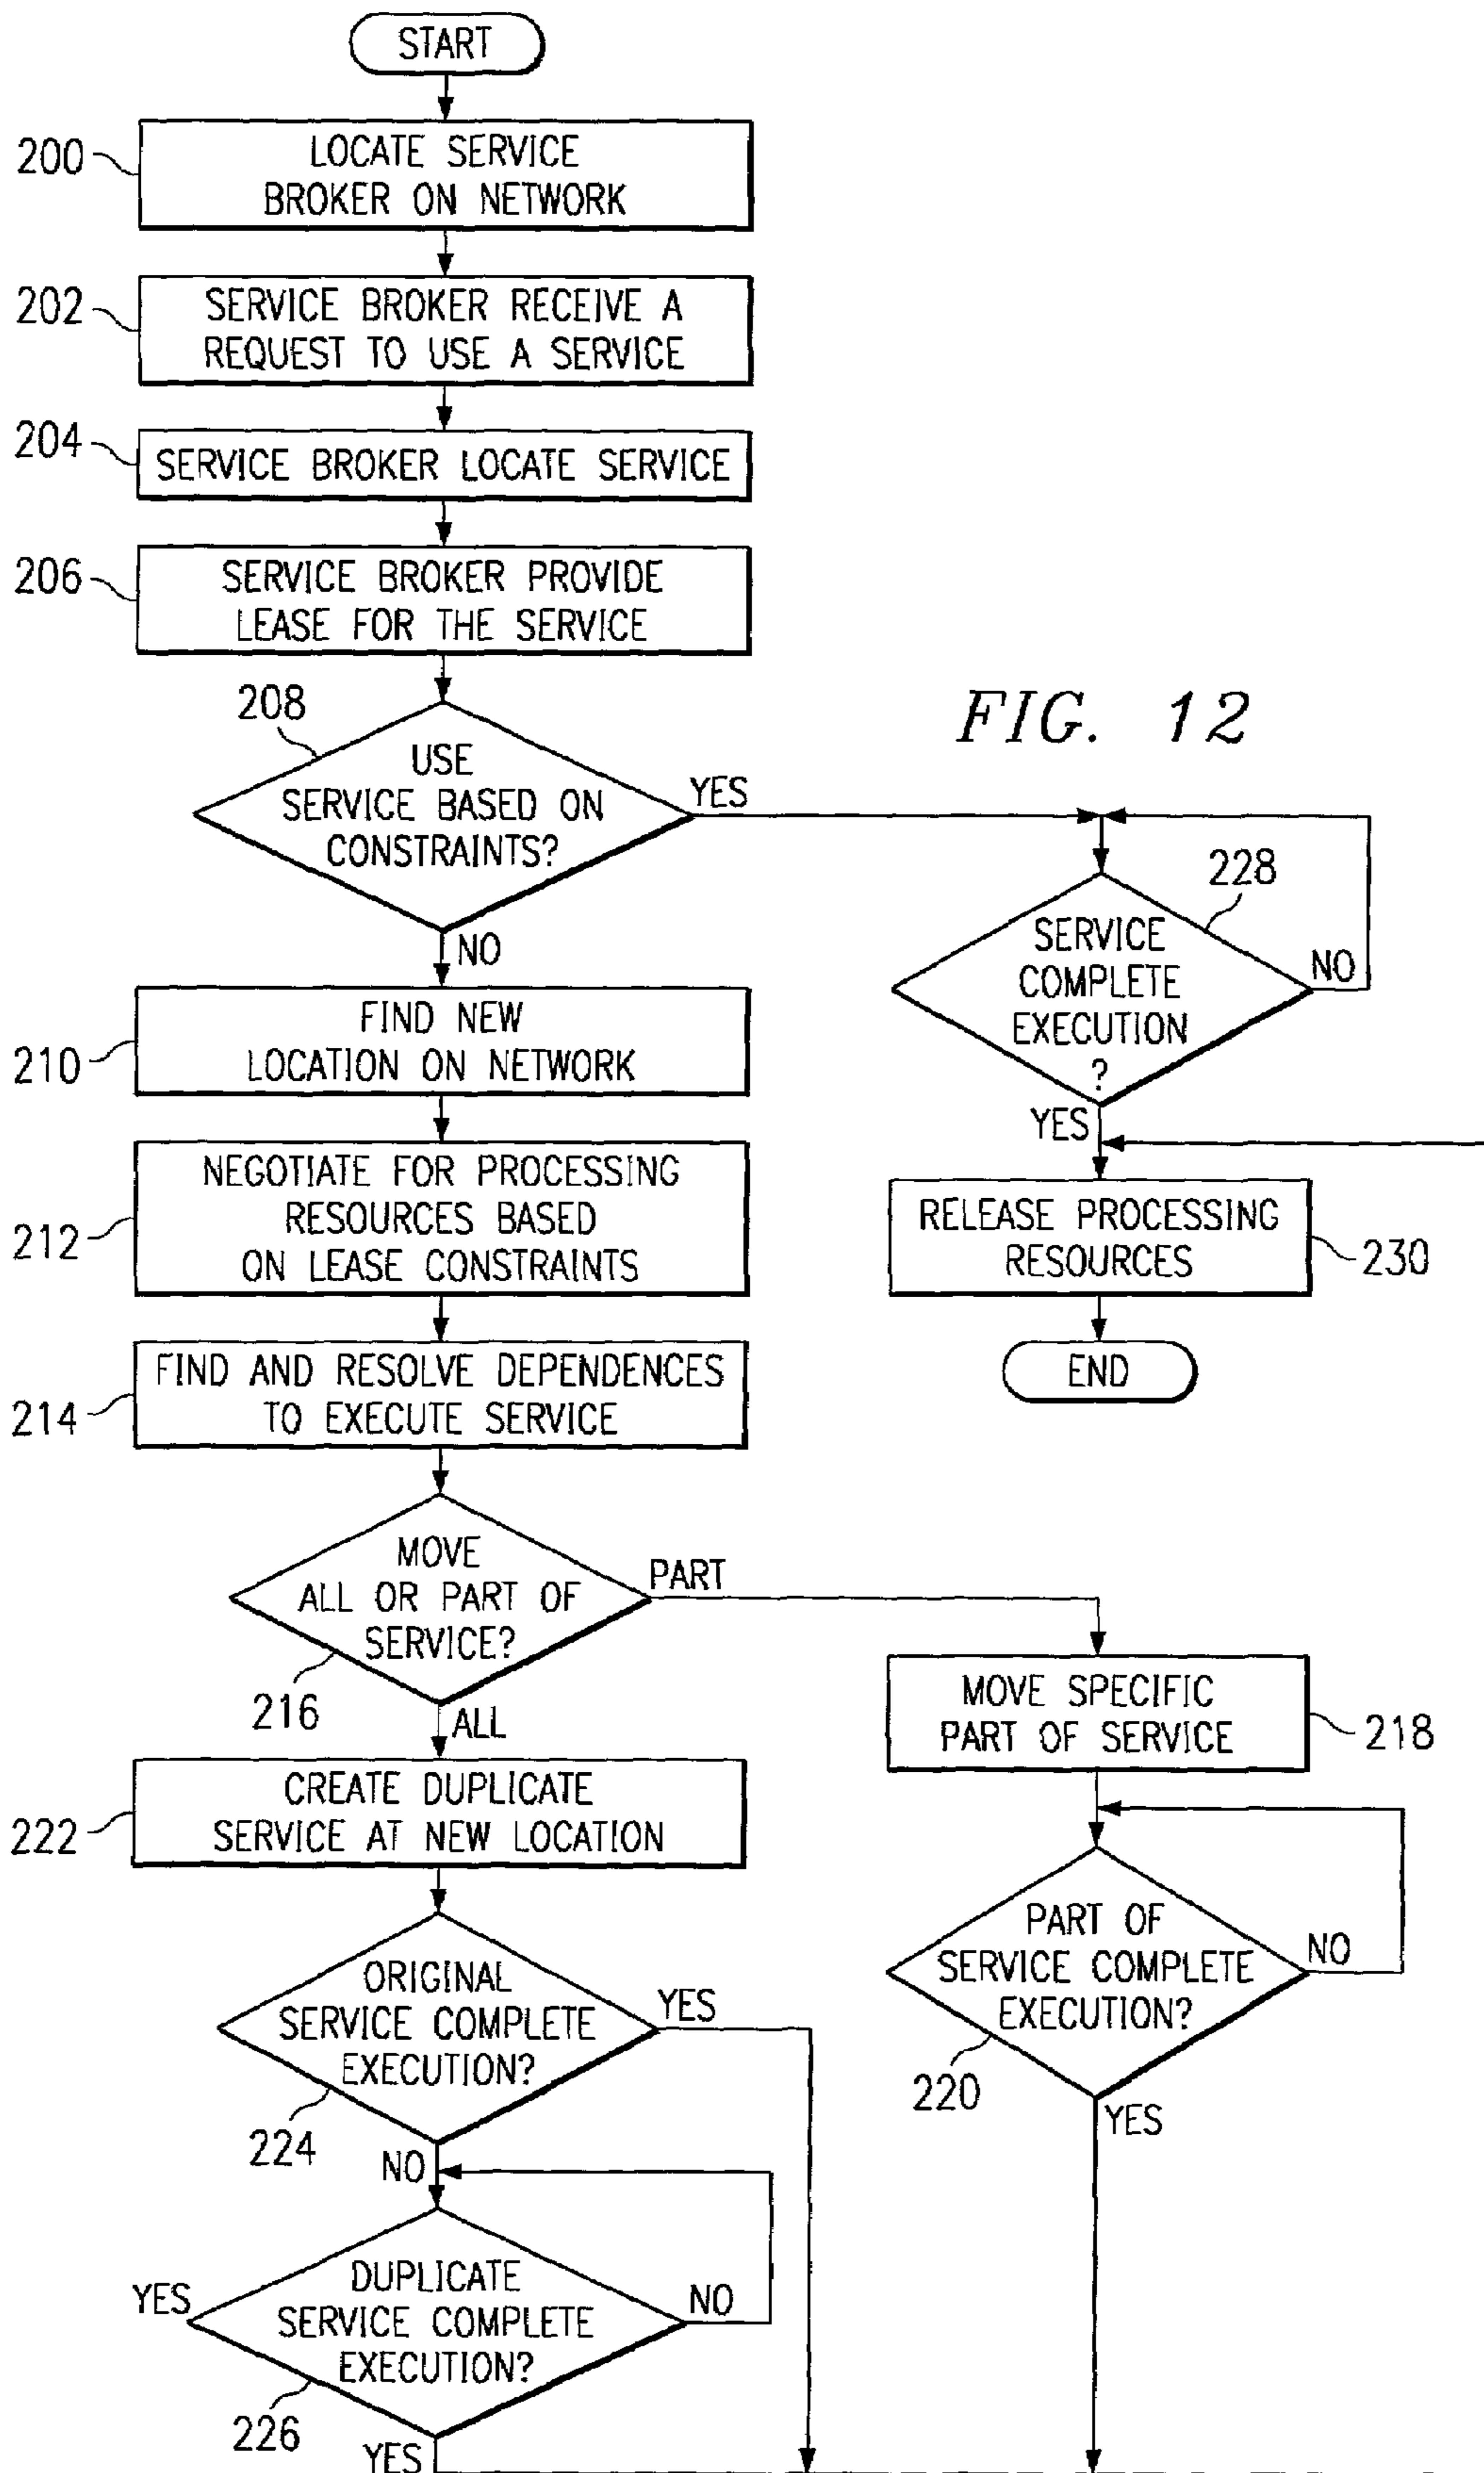 START
200
LOCATE SERVICE
BROKER ON NETWORK
202
SERVICE BROKER RECEIVE A
REQUEST TO USE A SERVICE
204
SERVICE BROKER LOCATE SERVICE
206
SERVICE BROKER PROVIDE
LEASE FOR THE SERVICE
208
USE
SERVICE BASED ON
CONSTRAINTS?
YES
NO
FIG. 12
228
SERVICE
COMPLETE
EXECUTION
?
NO
YES
RELEASE PROCESSING
RESOURCES
230
END
210
FIND NEW
LOCATION ON NETWORK
212
NEGOTIATE FOR PROCESSING
RESOURCES BASED
ON LEASE CONSTRAINTS
214
FIND AND RESOLVE DEPENDENCES
TO EXECUTE SERVICE
MOVE
ALL OR PART OF
SERVICE?
216
PART
ALL
MOVE SPECIFIC
PART OF SERVICE
218
PART OF
SERVICE COMPLETE
EXECUTION?
NO
220
YES
222
CREATE DUPLICATE
SERVICE AT NEW LOCATION
ORIGINAL
SERVICE COMPLETE
EXECUTION?
YES
224
NO
DUPLICATE
SERVICE COMPLETE
EXECUTION?
YES
NO
226
YES